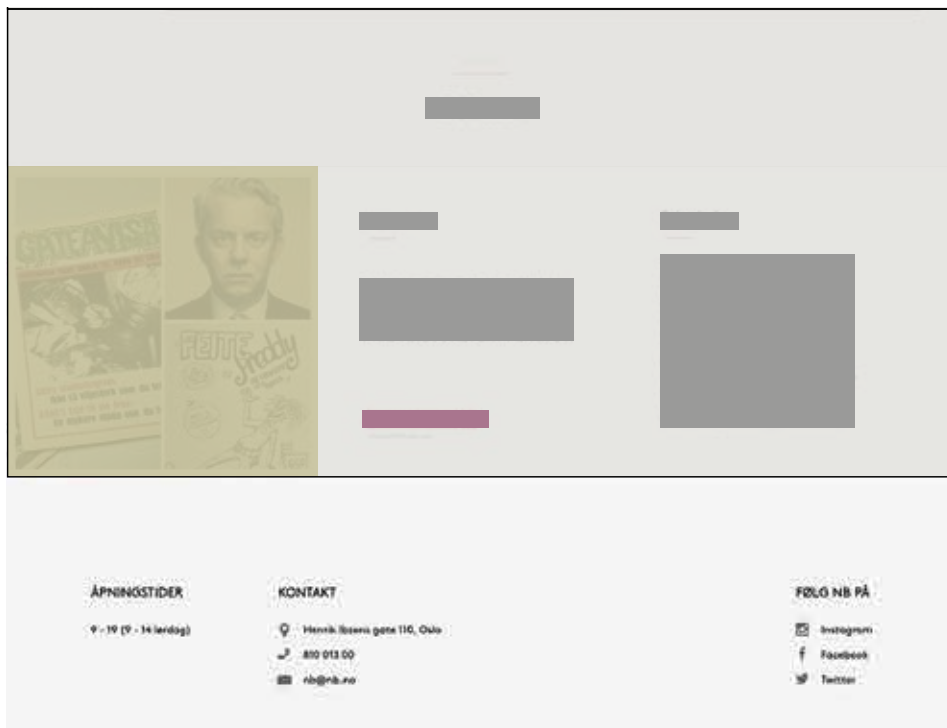 GATEAVISA
FEITE
Freddy
ÅPNINGSTIDER
9 - 19 (9 - 14 lørdag)
KONTAKT
Henrik Ibsens gate 110, Oslo
810 013 00
nb@nb.no
FØLG NB PÅ
Instagram
Facebook
Twitter